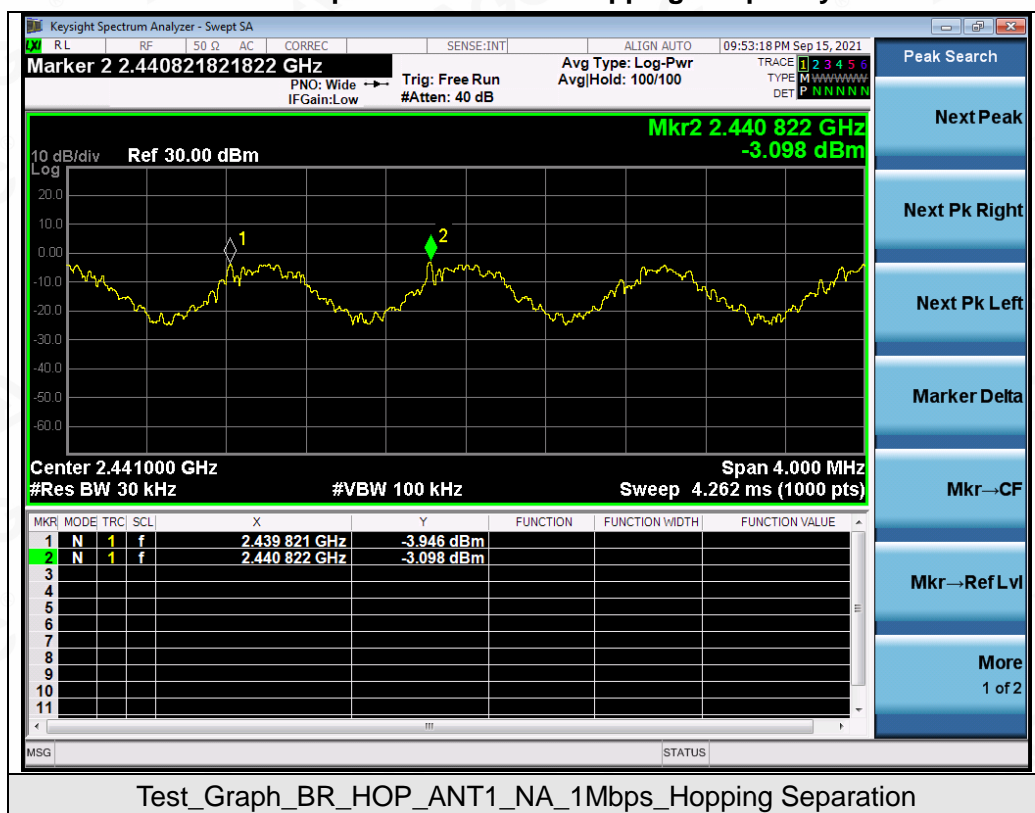 Keysight Spectrum Analyzer - Swept SA
LXI RL RF 50 Ω AC CORREC SENSE:INT ALIGN AUTO 09:53:18 PM Sep 15, 2021
Marker 2 2.440821821822 GHz
PNO: Wide
IFGain:Low
Trig: Free Run
#Atten: 40 dB
Avg Type: Log-Pwr
Avg|Hold: 100/100
TRACE 1 2 3 4 5 6
TYPE M WWWWW
DET P N N N N N
Peak Search
Next Peak
Next Pk Right
Next Pk Left
Marker Delta
Mkr→CF
Mkr→Ref Lvl
More
1 of 2
Mkr2 2.440 822 GHz
-3.098 dBm
10 dB/div Ref 30.00 dBm
Log
20.0
10.0
0.00
-10.0
-20.0
-30.0
-40.0
-50.0
-60.0
1
2
Center 2.441000 GHz Span 4.000 MHz
#Res BW 30 kHz #VBW 100 kHz Sweep 4.262 ms (1000 pts)
MKR MODE TRC SCL X Y FUNCTION FUNCTION WIDTH FUNCTION VALUE
1 N 1 f 2.439 821 GHz -3.946 dBm
2 N 1 f 2.440 822 GHz -3.098 dBm
3
4
5
6
7
8
9
10
11
MSG STATUS
Test_Graph_BR_HOP_ANT1_NA_1Mbps_Hopping Separation